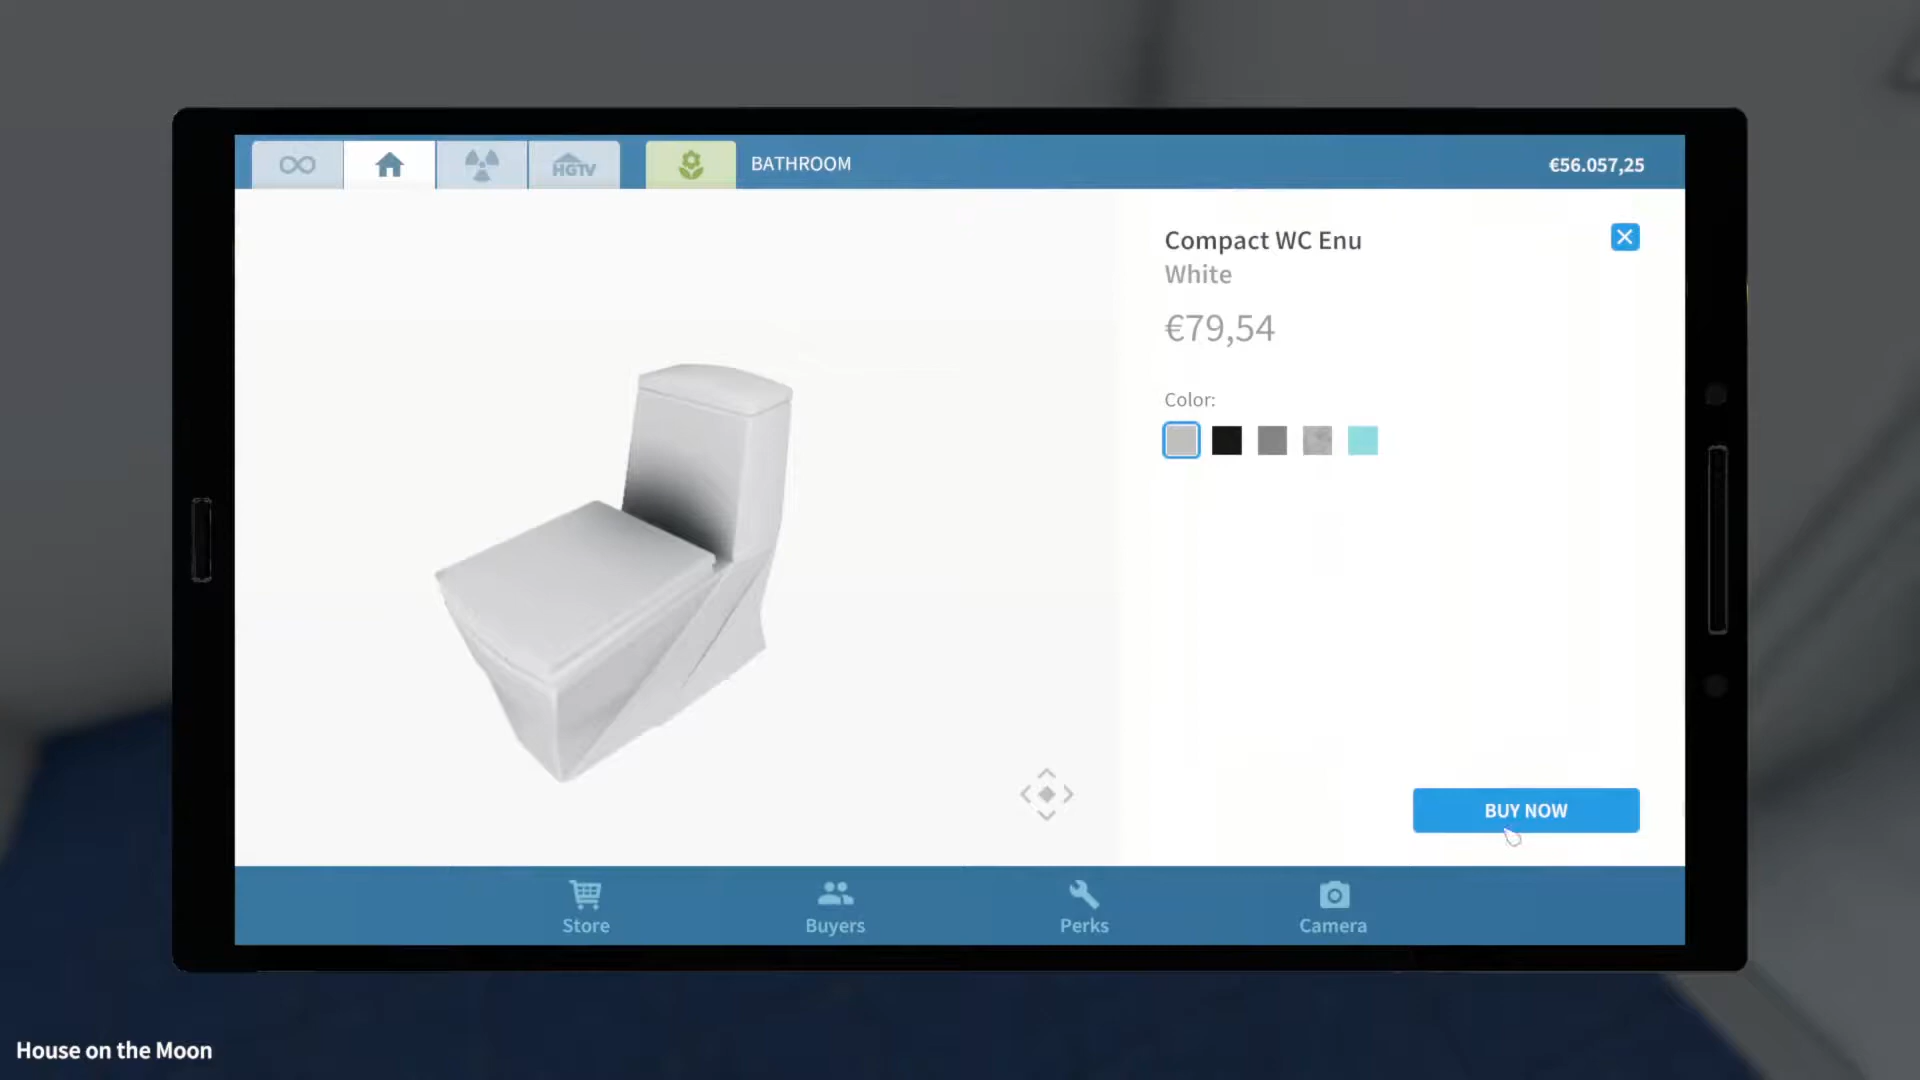 HGTV
BATHROOM
€56.057,25
Compact WC Enu
White
€79,54
Color:
BUY NOW
Store
Buyers
Perks
Camera
House on the Moon